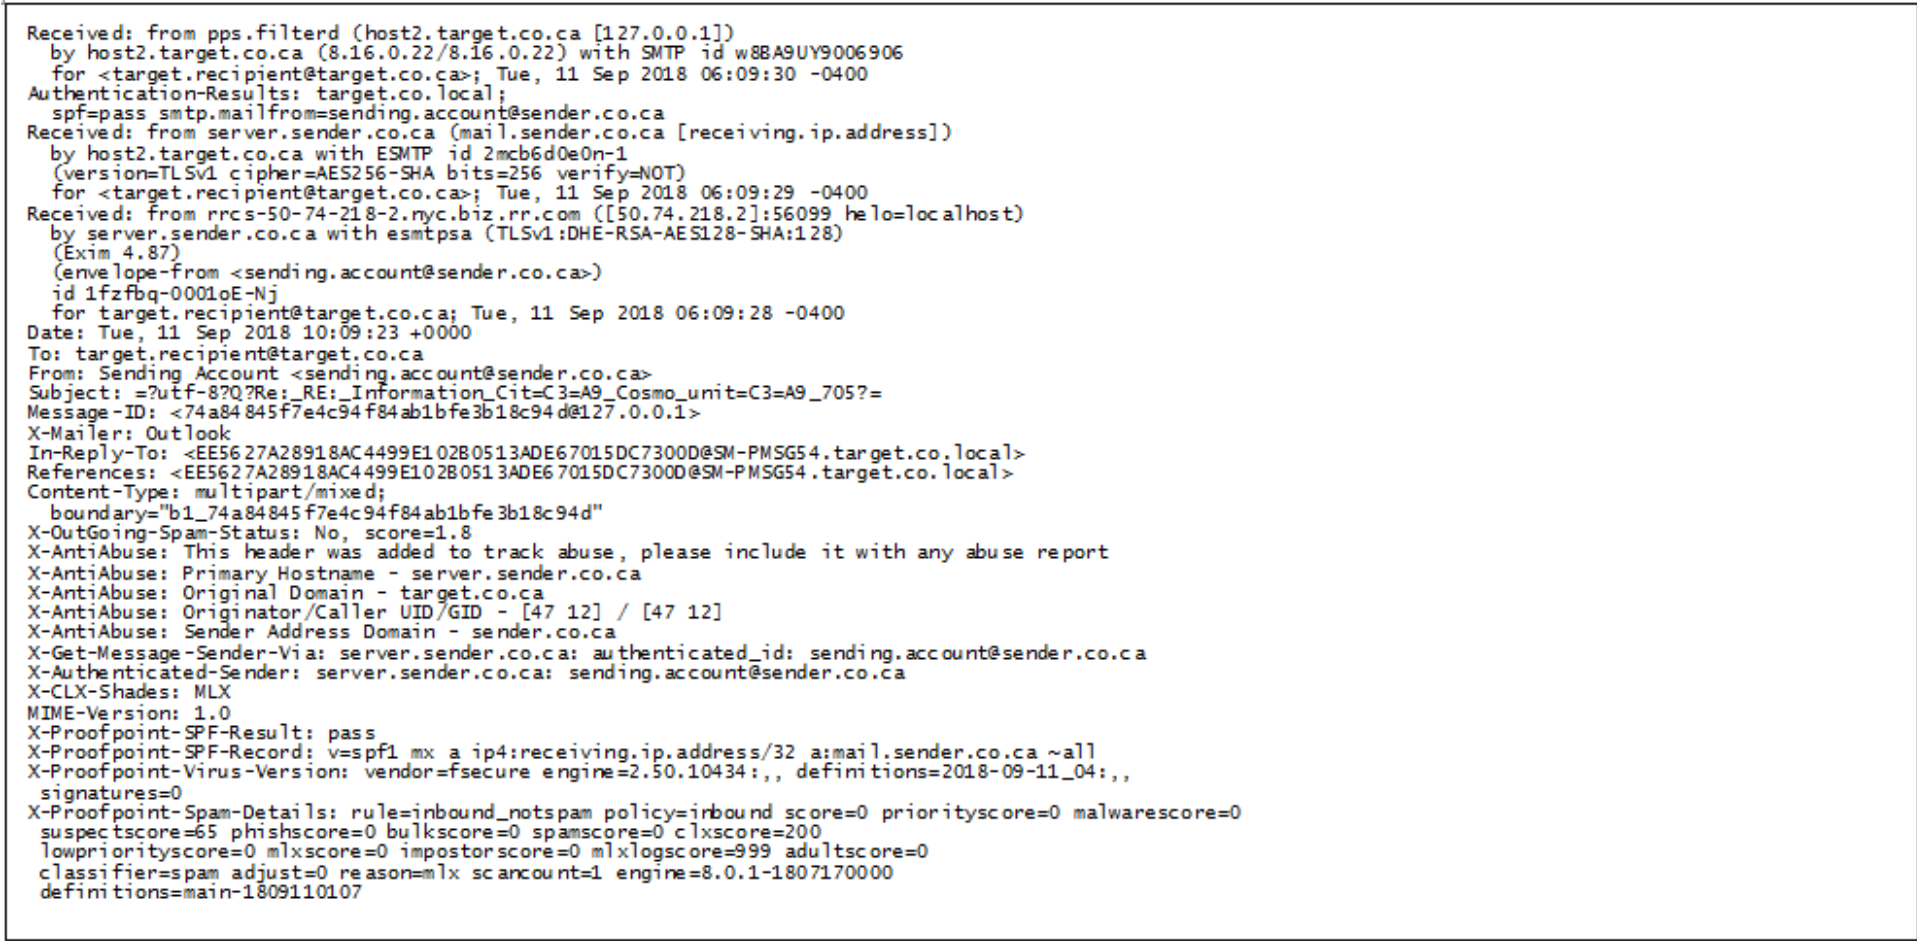 Received: from pps.filterd (host2.target.co.ca [127.0.0.1])
by host2.target.co.ca (8.16.0.22/8.16.0.22) with SMTP id w8BA9UY9006906
for <target.recipient@target.co.ca>; Tue, 11 Sep 2018 06:09:30 -0400
Authentication-Results: target.co.local;
spf=pass smtp.mailfrom=sending.account@sender.co.ca
Received: from server.sender.co.ca (mail.sender.co.ca [receiving.ip.address])
by host2.target.co.ca with ESMTP id 2mcb6d0e0n-1
(version=TLSv1 cipher=AES256-SHA bits=256 verify=NOT)
for <target.recipient@target.co.ca>; Tue, 11 Sep 2018 06:09:29 -0400
Received: from rrcs-50-74-218-2.nyc.biz.rr.com ([50.74.218.2]:56099 helo=localhost)
by server.sender.co.ca with esmtpsa (TLSv1:DHE-RSA-AES128-SHA:128)
(Exim 4.87)
(envelope-from <sending.account@sender.co.ca>)
id 1fzfbq-0001oE-Nj
for target.recipient@target.co.ca; Tue, 11 Sep 2018 06:09:28 -0400
Date: Tue, 11 Sep 2018 10:09:23 +0000
To: target.recipient@target.co.ca
From: Sending Account <sending.account@sender.co.ca>
Subject: =?utf-8?Q?Re:_RE:_Information_Cit=C3=A9_Cosmo_unit=C3=A9_705?=
Message-ID: <74a84845f7e4c94f84ab1bfe3b18c94d@127.0.0.1>
X-Mailer: Outlook
In-Reply-To: <EE5627A28918AC4499E102B0513ADE67015DC7300D@SM-PMSG54.target.co.local>
References: <EE5627A28918AC4499E102B0513ADE67015DC7300D@SM-PMSG54.target.co.local>
Content-Type: multipart/mixed;
boundary="b1_74a84845f7e4c94f84ab1bfe3b18c94d"
X-OutGoing-Spam-Status: No, score=1.8
X-AntiAbuse: This header was added to track abuse, please include it with any abuse report
X-AntiAbuse: Primary Hostname - server.sender.co.ca
X-AntiAbuse: Original Domain - target.co.ca
X-AntiAbuse: Originator/Caller UID/GID - [47 12] / [47 12]
X-AntiAbuse: Sender Address Domain - sender.co.ca
X-Get-Message-Sender-Via: server.sender.co.ca: authenticated_id: sending.account@sender.co.ca
X-Authenticated-Sender: server.sender.co.ca: sending.account@sender.co.ca
X-CLX-Shades: MLX
MIME-Version: 1.0
X-Proofpoint-SPF-Result: pass
X-Proofpoint-SPF-Record: v=spf1 mx a ip4:receiving.ip.address/32 a:mail.sender.co.ca ~all
X-Proofpoint-Virus-Version: vendor=fsecure engine=2.50.10434:,, definitions=2018-09-11_04:,,
signatures=0
X-Proofpoint-Spam-Details: rule=inbound_notspam policy=inbound score=0 priorityscore=0 malwarescore=0
suspectscore=65 phishscore=0 bulkscore=0 spamscore=0 clxscore=200
lowpriorityscore=0 mlxscore=0 impostorscore=0 mlxlogscore=999 adultscore=0
classifier=spam adjust=0 reason=mlx scancount=1 engine=8.0.1-1807170000
definitions=main-1809110107